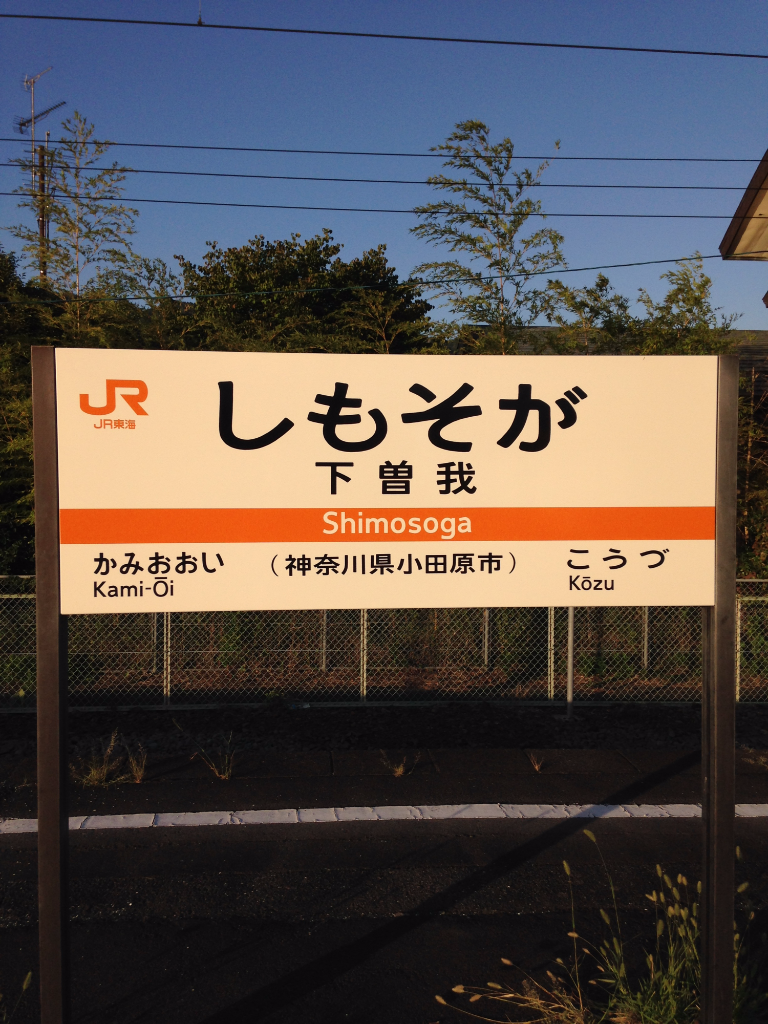 JR
JR東海
しもそが
下曽我
Shimosoga
かみおおい
Kami-Ōi
（神奈川県小田原市）
こうづ
Kōzu